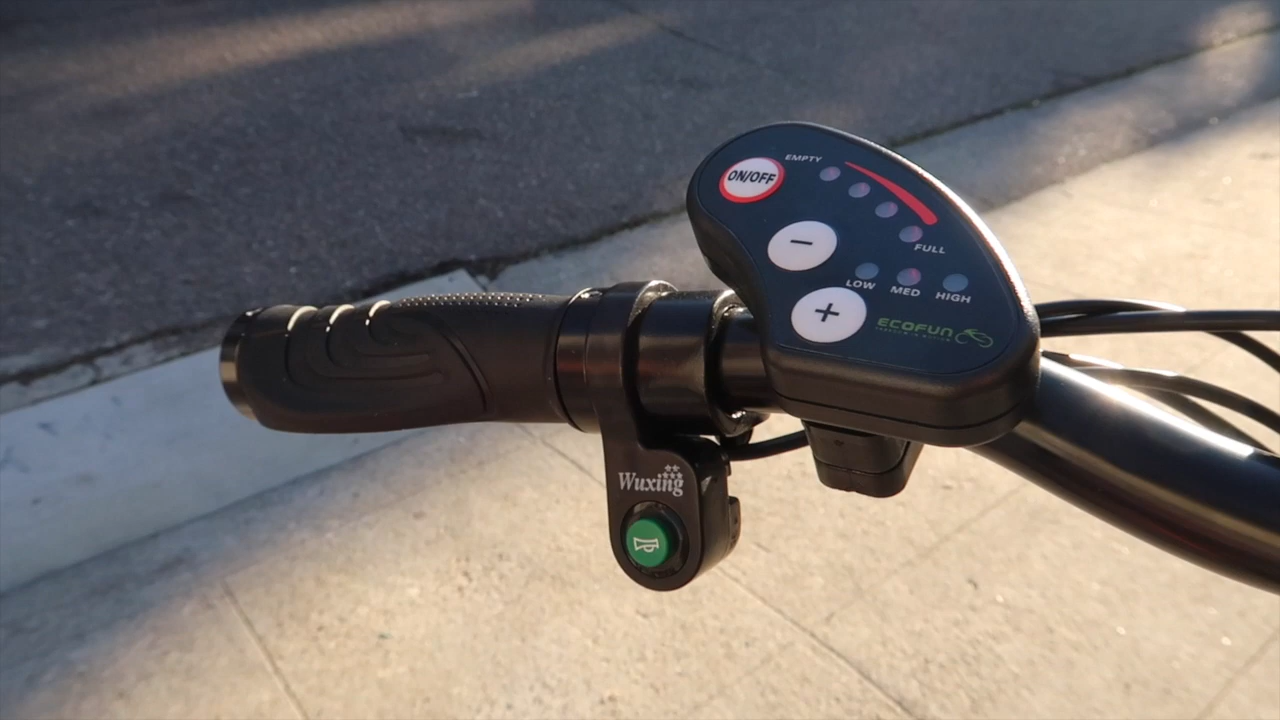 ON/OFF
EMPTY
FULL
−
LOW MED HIGH
+
ECOFUN
Wuxing